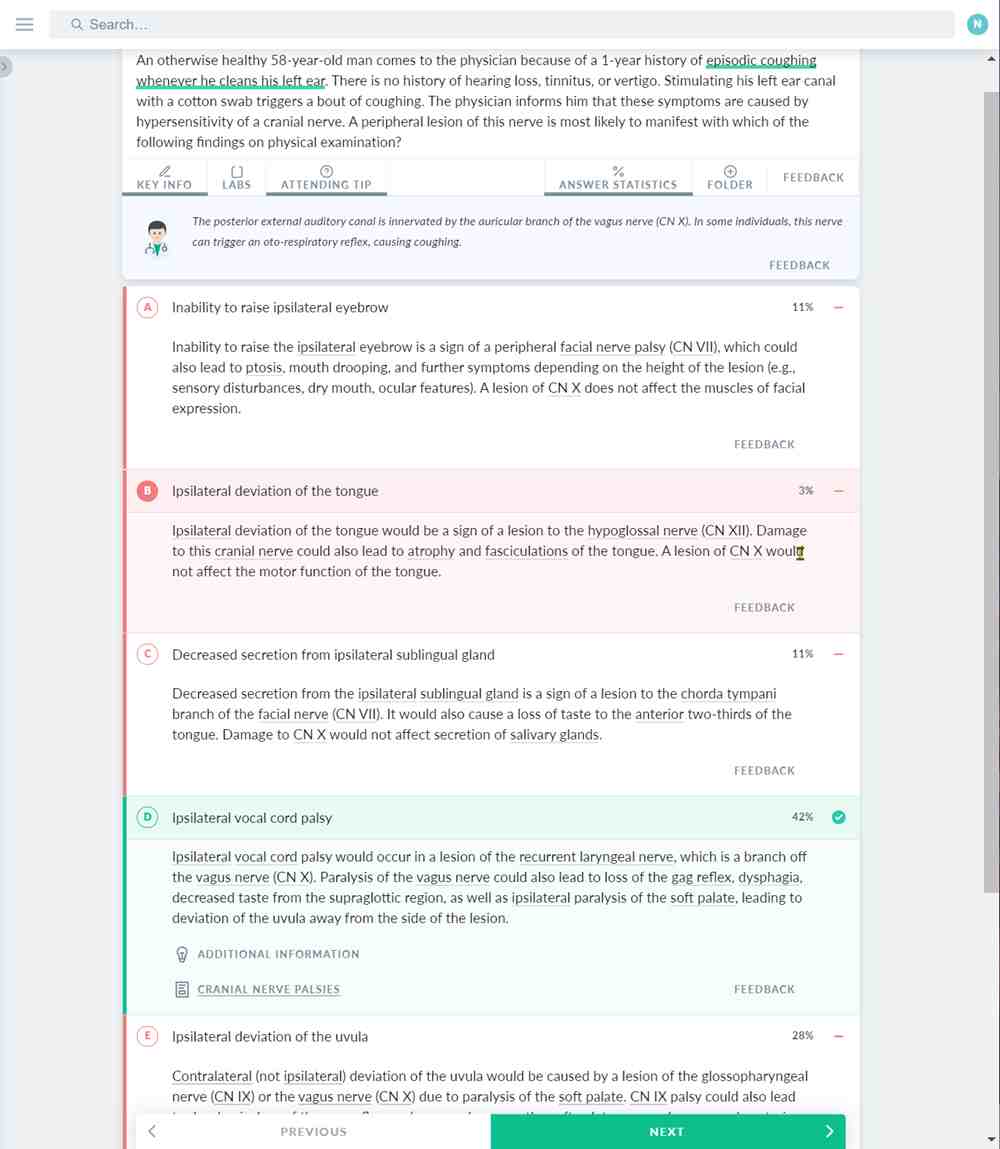 Search...
N
An otherwise healthy 58-year-old man comes to the physician because of a 1-year history of episodic coughing
whenever he cleans his left ear. There is no history of hearing loss, tinnitus, or vertigo. Stimulating his left ear canal
with a cotton swab triggers a bout of coughing. The physician informs him that these symptoms are caused by
hypersensitivity of a cranial nerve. A peripheral lesion of this nerve is most likely to manifest with which of the
following findings on physical examination?
KEY INFO LABS ATTENDING TIP ANSWER STATISTICS FOLDER FEEDBACK
The posterior external auditory canal is innervated by the auricular branch of the vagus nerve (CN X). In some individuals, this nerve
can trigger an oto-respiratory reflex, causing coughing.
FEEDBACK
A Inability to raise ipsilateral eyebrow 11%
Inability to raise the ipsilateral eyebrow is a sign of a peripheral facial nerve palsy (CN VII), which could
also lead to ptosis, mouth drooping, and further symptoms depending on the height of the lesion (e.g.,
sensory disturbances, dry mouth, ocular features). A lesion of CN X does not affect the muscles of facial
expression.
FEEDBACK
B Ipsilateral deviation of the tongue 3%
Ipsilateral deviation of the tongue would be a sign of a lesion to the hypoglossal nerve (CN XII). Damage
to this cranial nerve could also lead to atrophy and fasciculations of the tongue. A lesion of CN X would
not affect the motor function of the tongue.
FEEDBACK
C Decreased secretion from ipsilateral sublingual gland 11%
Decreased secretion from the ipsilateral sublingual gland is a sign of a lesion to the chorda tympani
branch of the facial nerve (CN VII). It would also cause a loss of taste to the anterior two-thirds of the
tongue. Damage to CN X would not affect secretion of salivary glands.
FEEDBACK
D Ipsilateral vocal cord palsy 42%
Ipsilateral vocal cord palsy would occur in a lesion of the recurrent laryngeal nerve, which is a branch off
the vagus nerve (CN X). Paralysis of the vagus nerve could also lead to loss of the gag reflex, dysphagia,
decreased taste from the supraglottic region, as well as ipsilateral paralysis of the soft palate, leading to
deviation of the uvula away from the side of the lesion.
ADDITIONAL INFORMATION
CRANIAL NERVE PALSIES FEEDBACK
E Ipsilateral deviation of the uvula 28%
Contralateral (not ipsilateral) deviation of the uvula would be caused by a lesion of the glossopharyngeal
nerve (CN IX) or the vagus nerve (CN X) due to paralysis of the soft palate. CN IX palsy could also lead
PREVIOUS NEXT